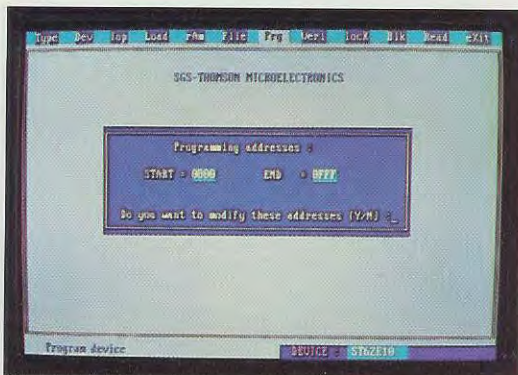 Type Dev Top Load rAm File Prg Veri locK Blk Read eXit
SGS-THOMSON MICROELECTRONICS
Programming addresses :
START = 0000 END = 0FFF
Do you want to modify these addresses [Y/N] :_
Program device DEVICE : ST62E10